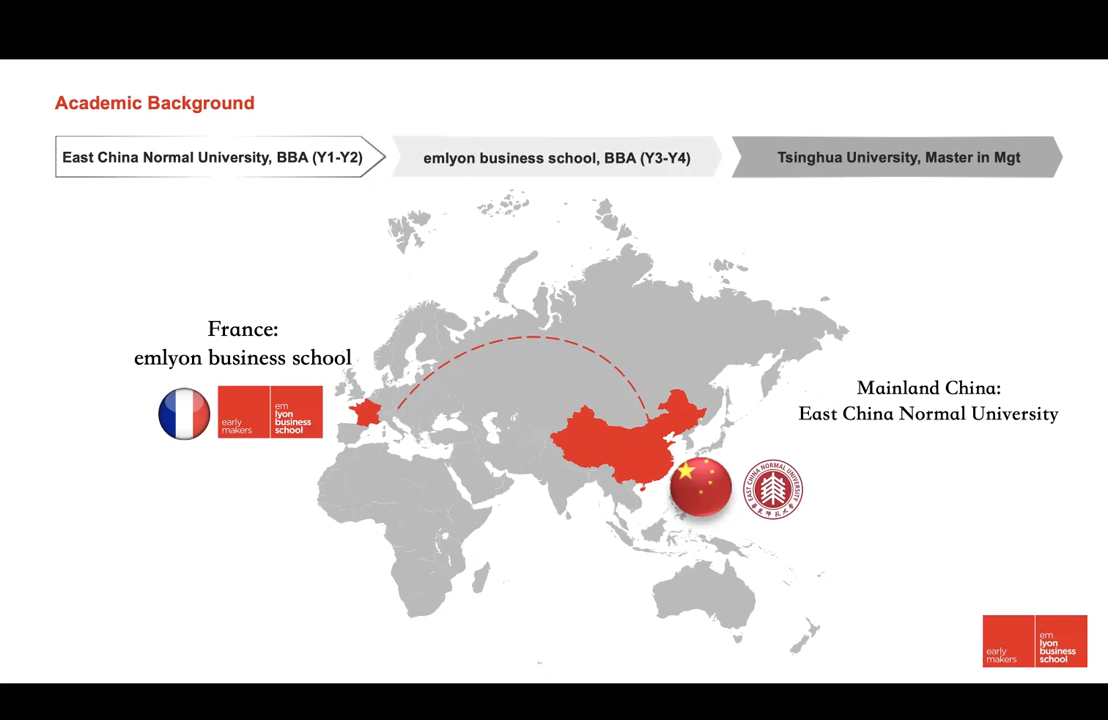 Academic Background
East China Normal University, BBA (Y1-Y2)
emlyon business school, BBA (Y3-Y4)
Tsinghua University, Master in Mgt
France:
emlyon business school
early
makers
em
lyon
business
school
Mainland China:
East China Normal University
EAST CHINA NORMAL UNIVERSITY
early
makers
em
lyon
business
school